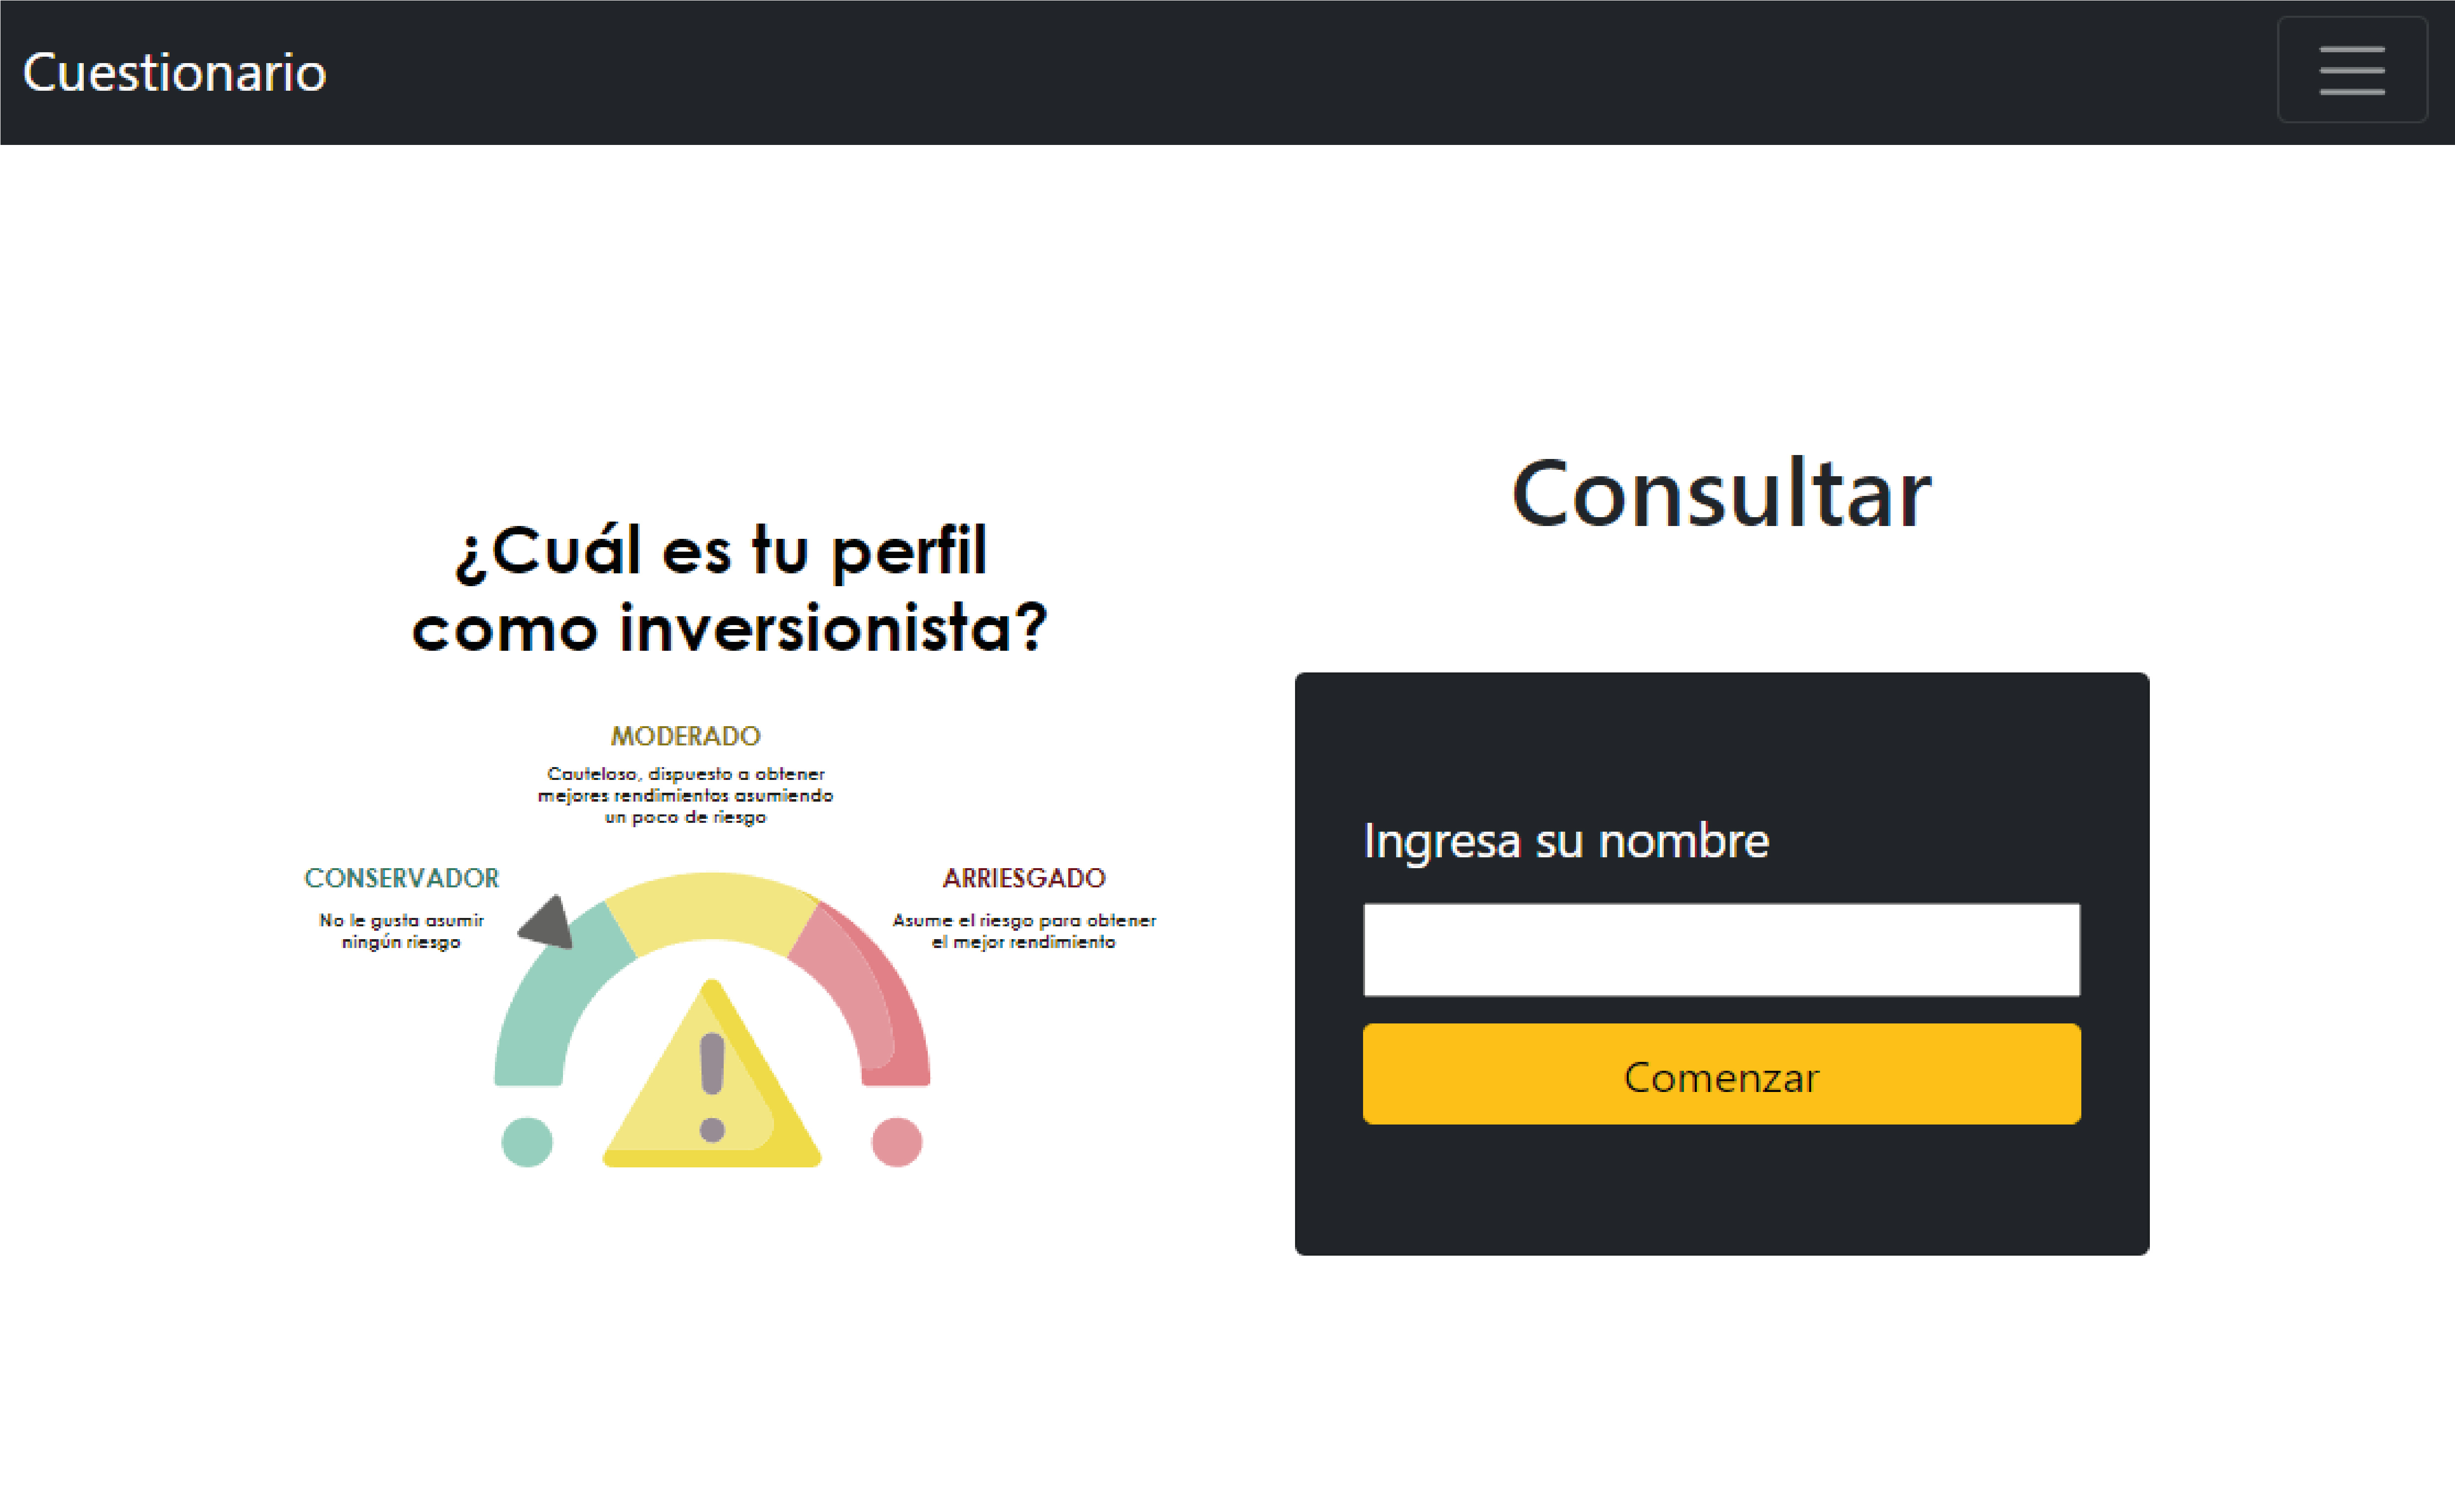 Cuestionario
¿Cuál es tu perfil
como inversionista?
MODERADO
Cauteloso, dispuesto a obtener
mejores rendimientos asumiendo
un poco de riesgo
CONSERVADOR
No le gusta asumir
ningún riesgo
ARRIESGADO
Asume el riesgo para obtener
el mejor rendimiento
Consultar
Ingresa su nombre
Comenzar